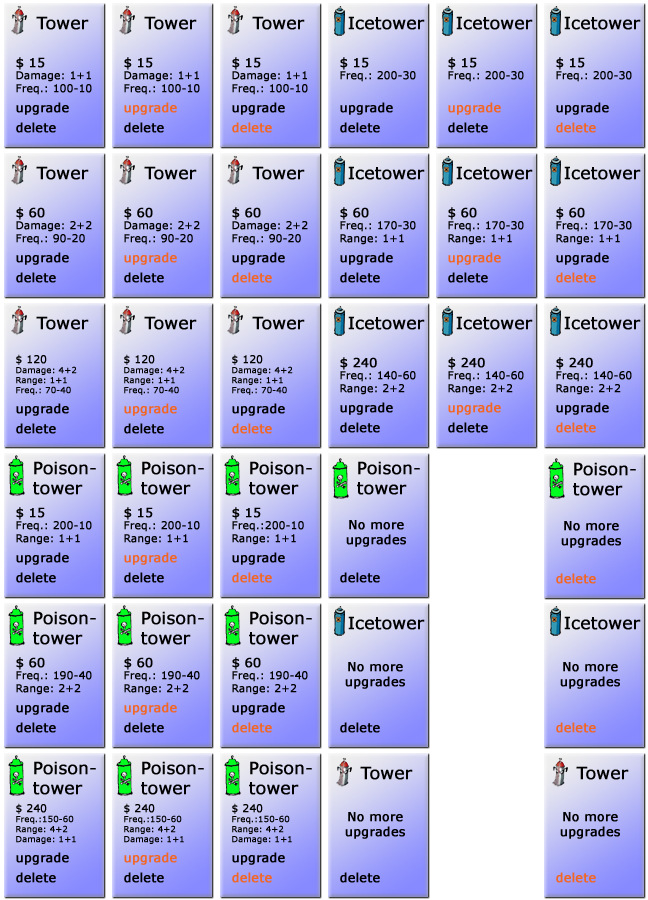 Tower
$ 15
Damage: 1+1
Freq.: 100-10
upgrade
delete
Tower
$ 15
Damage: 1+1
Freq.: 100-10
upgrade
delete
Tower
$ 15
Damage: 1+1
Freq.: 100-10
upgrade
delete
Icetower
$ 15
Freq.: 200-30
upgrade
delete
Icetower
$ 15
Freq.: 200-30
upgrade
delete
Icetower
$ 15
Freq.: 200-30
upgrade
delete
Tower
$ 60
Damage: 2+2
Freq.: 90-20
upgrade
delete
Tower
$ 60
Damage: 2+2
Freq.: 90-20
upgrade
delete
Tower
$ 60
Damage: 2+2
Freq.: 90-20
upgrade
delete
Icetower
$ 60
Freq.: 170-30
Range: 1+1
upgrade
delete
Icetower
$ 60
Freq.: 170-30
Range: 1+1
upgrade
delete
Icetower
$ 60
Freq.: 170-30
Range: 1+1
upgrade
delete
Tower
$ 120
Damage: 4+2
Range: 1+1
Freq.: 70-40
upgrade
delete
Tower
$ 120
Damage: 4+2
Range: 1+1
Freq.: 70-40
upgrade
delete
Tower
$ 120
Damage: 4+2
Range: 1+1
Freq.: 70-40
upgrade
delete
Icetower
$ 240
Freq.: 140-60
Range: 2+2
upgrade
delete
Icetower
$ 240
Freq.: 140-60
Range: 2+2
upgrade
delete
Icetower
$ 240
Freq.: 140-60
Range: 2+2
upgrade
delete
Poison-
tower
$ 15
Freq.: 200-10
Range: 1+1
upgrade
delete
Poison-
tower
$ 15
Freq.: 200-10
Range: 1+1
upgrade
delete
Poison-
tower
$ 15
Freq.:200-10
Range: 1+1
upgrade
delete
Poison-
tower
No more
upgrades
delete
Poison-
tower
No more
upgrades
delete
Poison-
tower
$ 60
Freq.: 190-40
Range: 2+2
upgrade
delete
Poison-
tower
$ 60
Freq.: 190-40
Range: 2+2
upgrade
delete
Poison-
tower
$ 60
Freq.: 190-40
Range: 2+2
upgrade
delete
Icetower
No more
upgrades
delete
Icetower
No more
upgrades
delete
Poison-
tower
$ 240
Freq.:150-60
Range: 4+2
Damage: 1+1
upgrade
delete
Poison-
tower
$ 240
Freq.:150-60
Range: 4+2
Damage: 1+1
upgrade
delete
Poison-
tower
$ 240
Freq.:150-60
Range: 4+2
Damage: 1+1
upgrade
delete
Tower
No more
upgrades
delete
Tower
No more
upgrades
delete